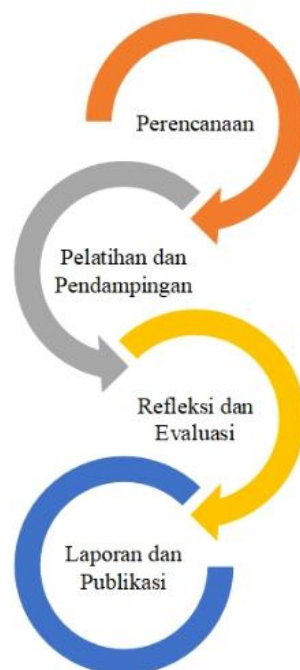 Perencanaan
Pelatihan dan
Pendampingan
Refleksi dan
Evaluasi
Laporan dan
Publikasi